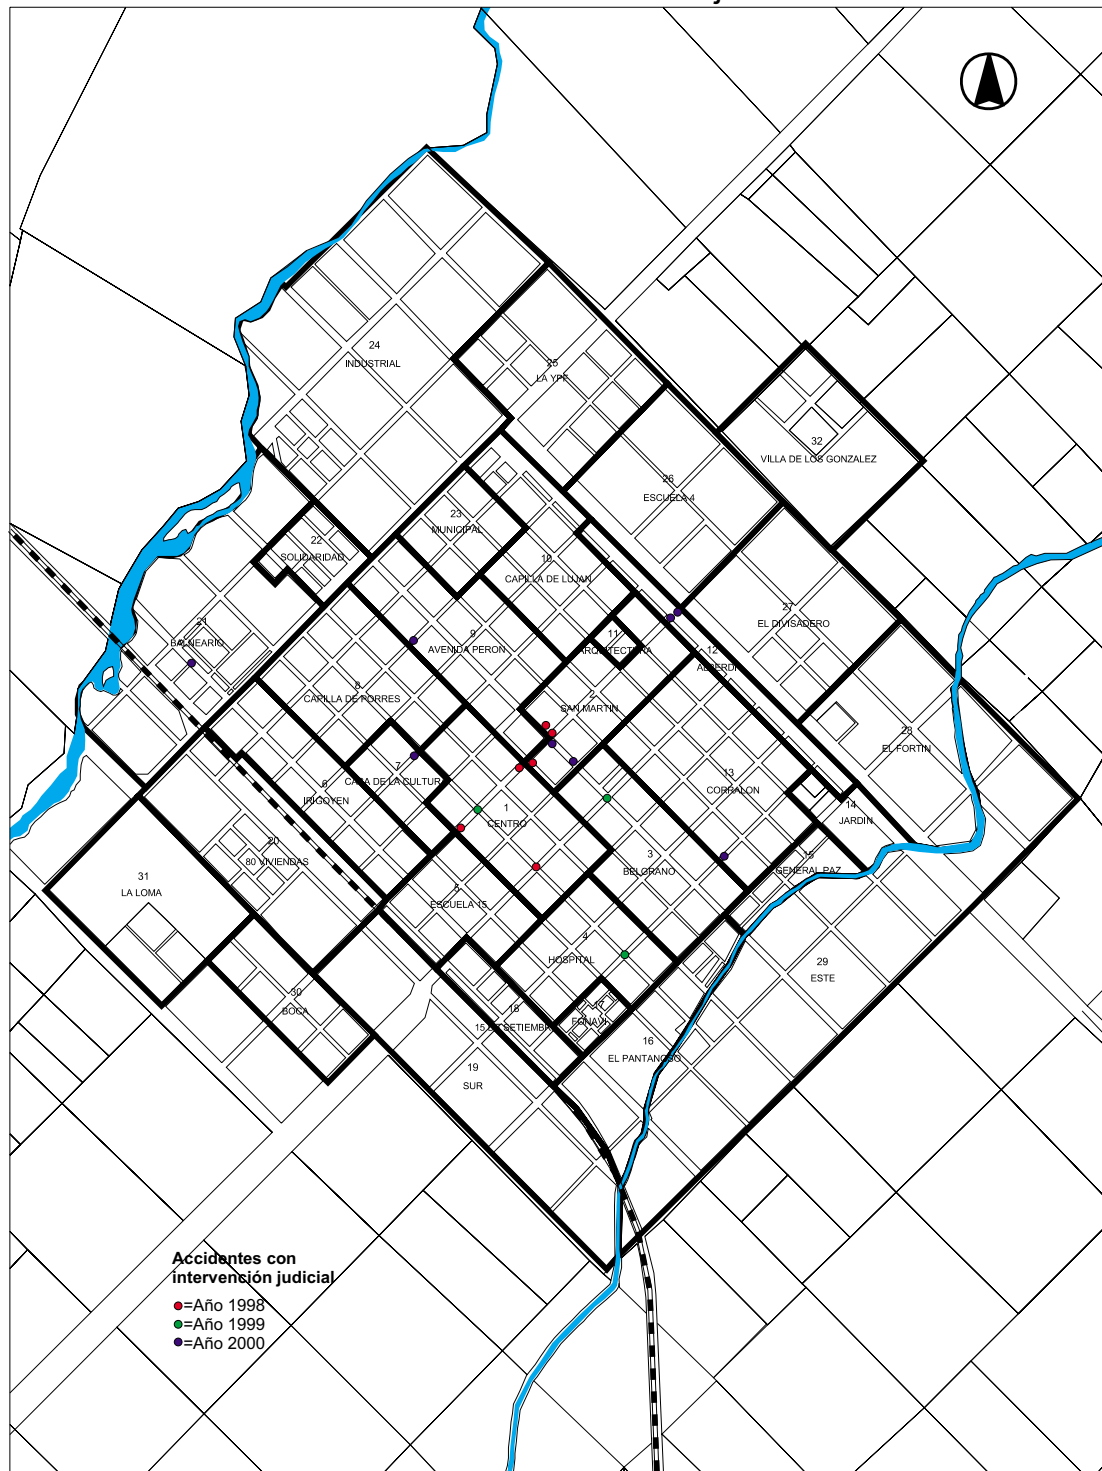 24
INDUSTRIAL
25
LA YPF
32
VILLA DE LOS GONZALEZ
26
ESCUELA 4
23
MUNICIPAL
22
SOLIDARIDAD
10
CAPILLA DE LUJAN
27
EL DIVISADERO
21
BALNEARIO
9
AVENIDA PERON
11
ARQUITECTURA
12
ALBERDI
8
CAPILLA DE PORRES
2
SAN MARTIN
28
EL FORTIN
7
CASA DE LA CULTURA
6
IRIGOYEN
13
CORRALON
1
CENTRO
14
JARDIN
20
80 VIVIENDAS
3
BELGRANO
15
GENERAL PAZ
31
LA LOMA
5
ESCUELA 15
4
HOSPITAL
29
ESTE
30
BOCA
18
15 DE SETIEMBRE
17
FONAVI
16
EL PANTANOSO
19
SUR
Accidentes con
intervención judicial
=Año 1998
=Año 1999
=Año 2000